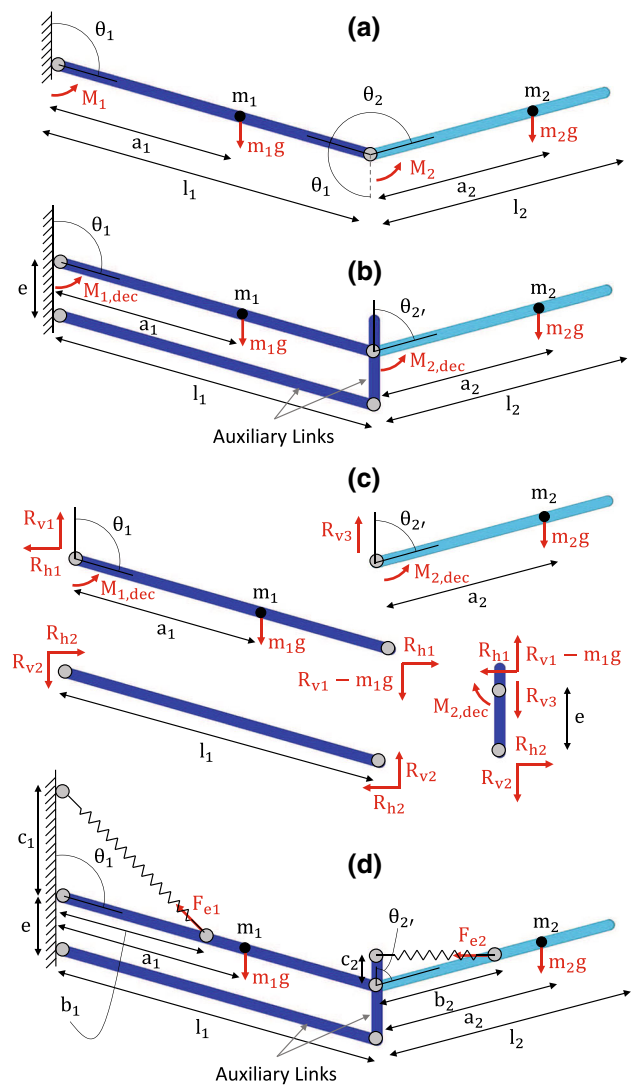 (a)
θ₁
M₁
m₁
m₁g
a₁
l₁
θ₂
θ₁
M₂
m₂
m₂g
a₂
l₂
(b)
θ₁
e
M₁,dec
m₁
m₁g
a₁
l₁
θ₂′
M₂,dec
m₂
m₂g
a₂
l₂
Auxiliary Links
(c)
Rᵥ₁
θ₁
Rₕ₁
M₁,dec
m₁
m₁g
a₁
Rₕ₁
Rᵥ₁ − m₁g
Rᵥ₃
θ₂′
M₂,dec
m₂
m₂g
a₂
Rₕ₂
Rᵥ₂
l₁
Rᵥ₂
Rₕ₂
Rₕ₁
Rᵥ₁ − m₁g
M₂,dec
Rᵥ₃
e
Rₕ₂
Rᵥ₂
(d)
c₁
θ₁
e
Fₑ₁
m₁
m₁g
a₁
b₁
l₁
c₂
θ₂′
Fₑ₂
m₂
m₂g
b₂
a₂
l₂
Auxiliary Links